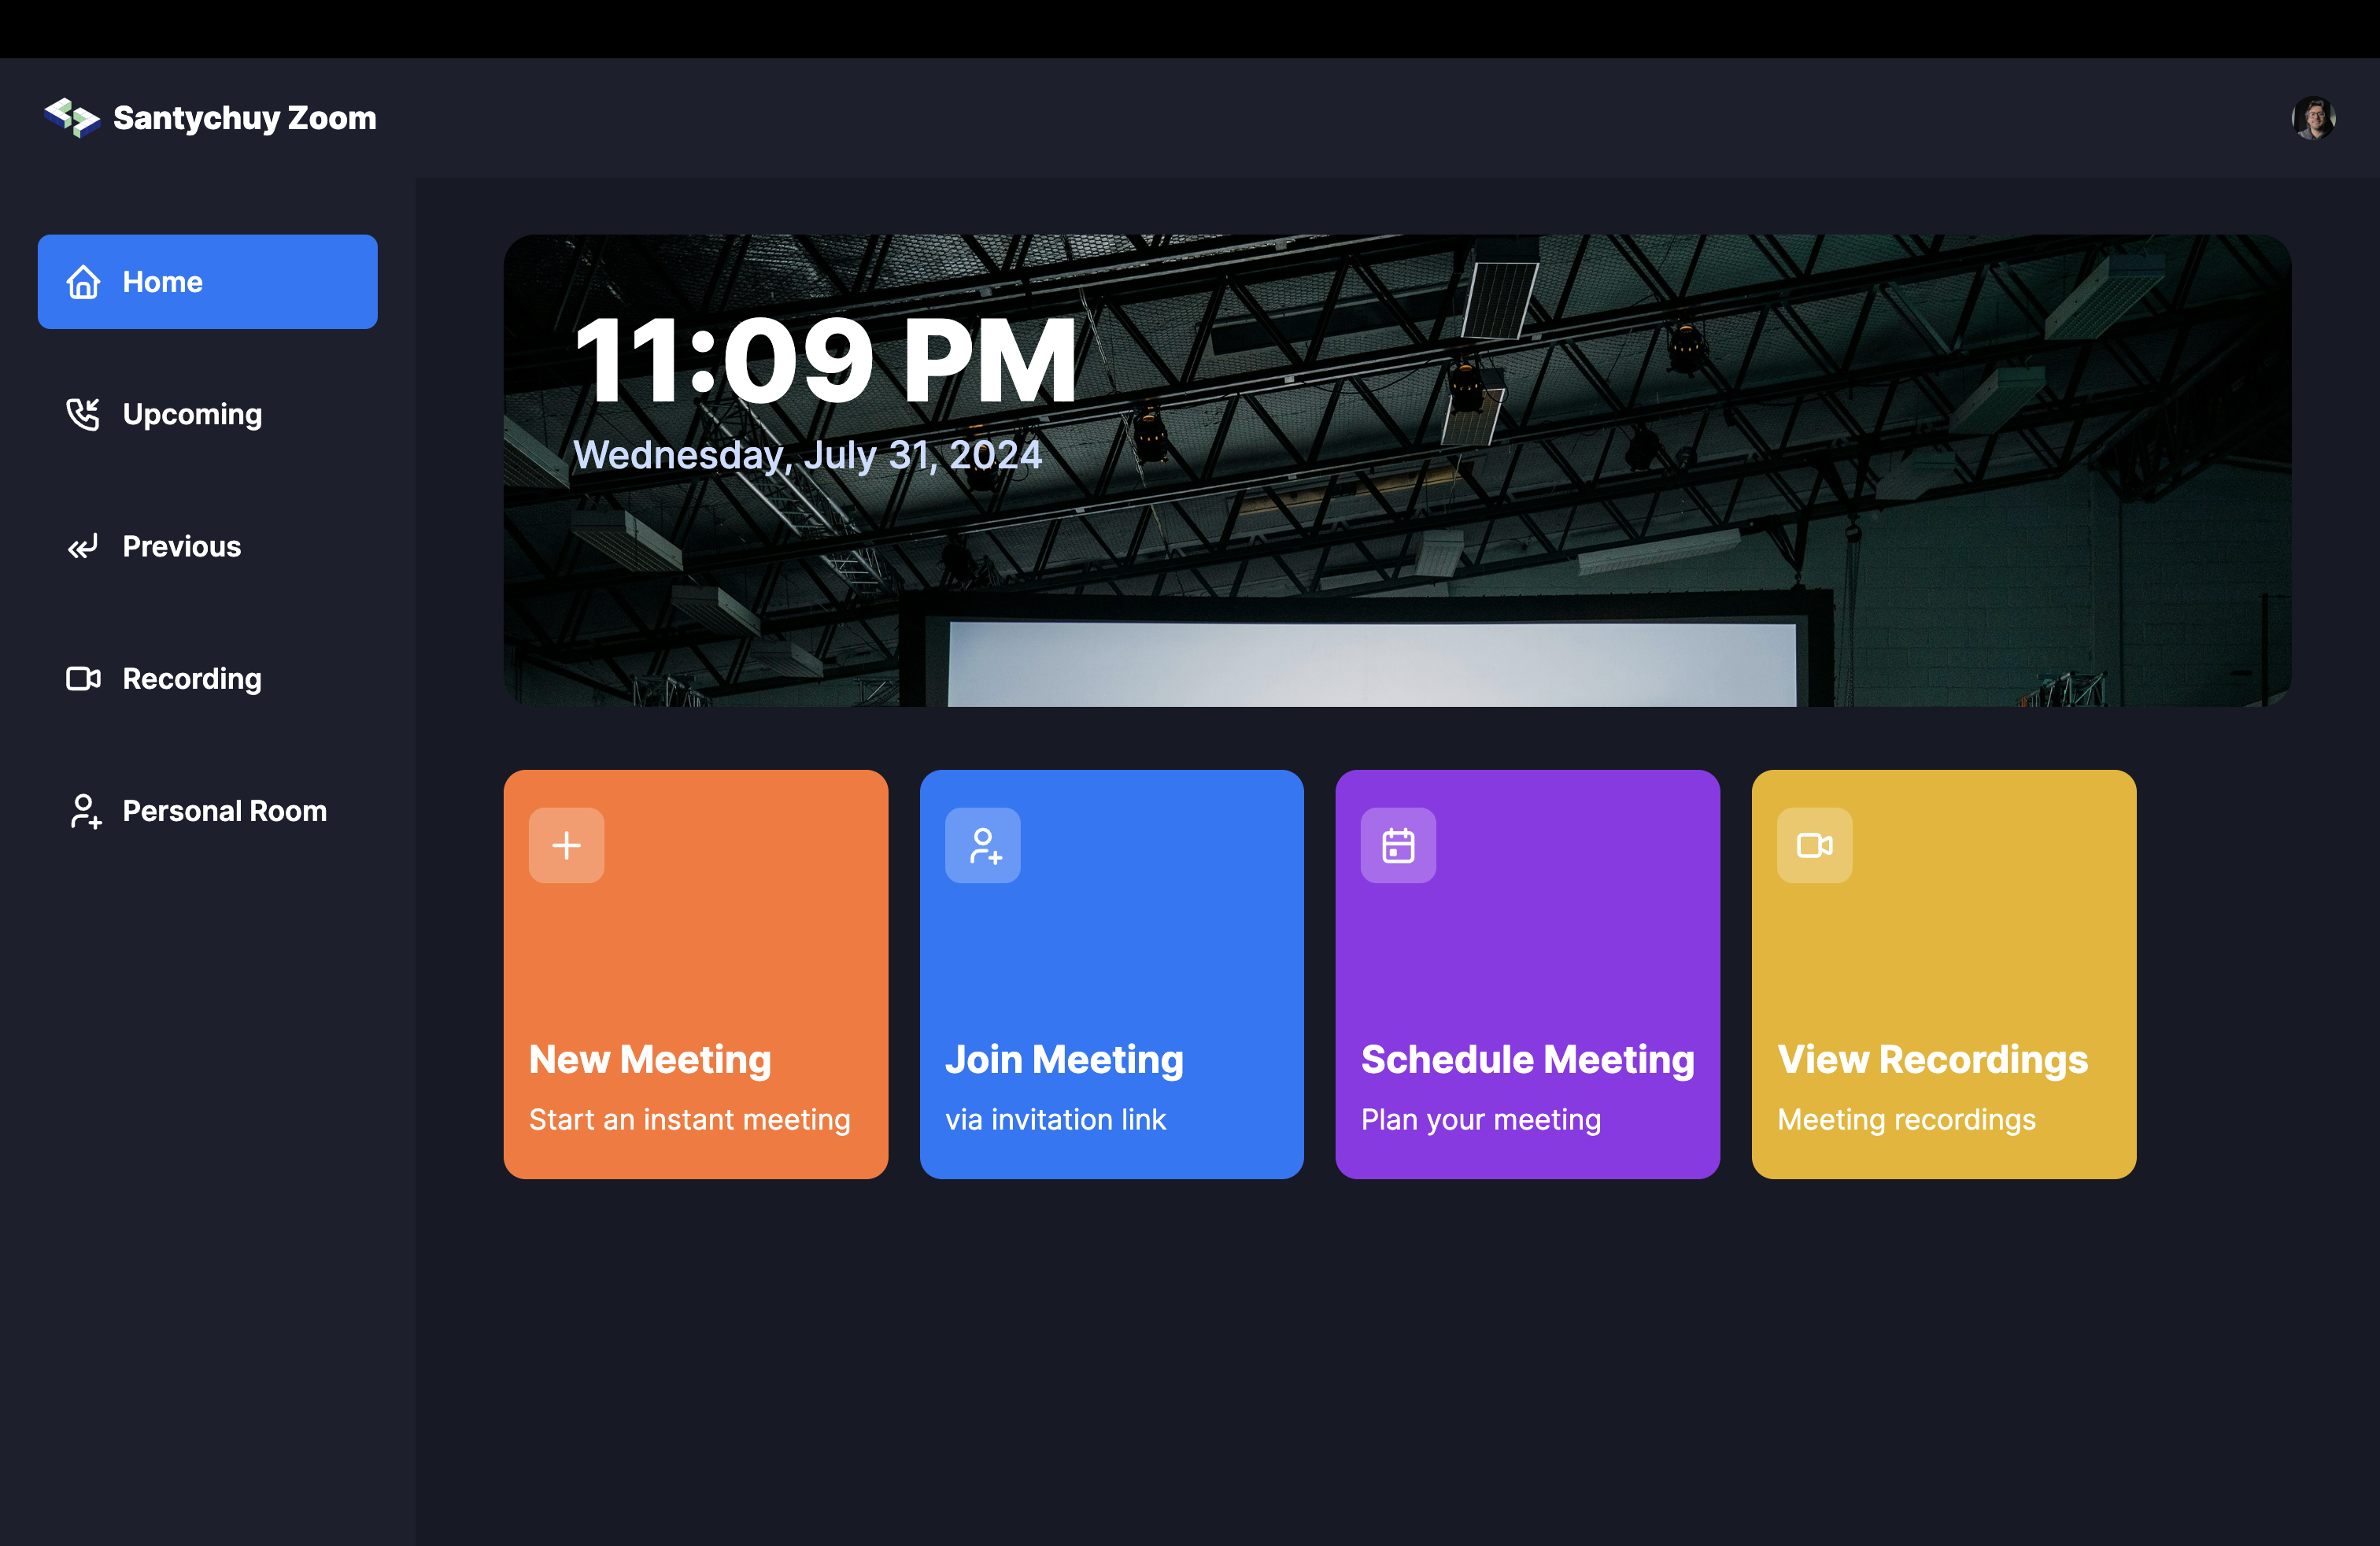 Santychuy Zoom
Home
Upcoming
Previous
Recording
Personal Room
11:09 PM
Wednesday, July 31, 2024
New Meeting
Start an instant meeting
Join Meeting
via invitation link
Schedule Meeting
Plan your meeting
View Recordings
Meeting recordings